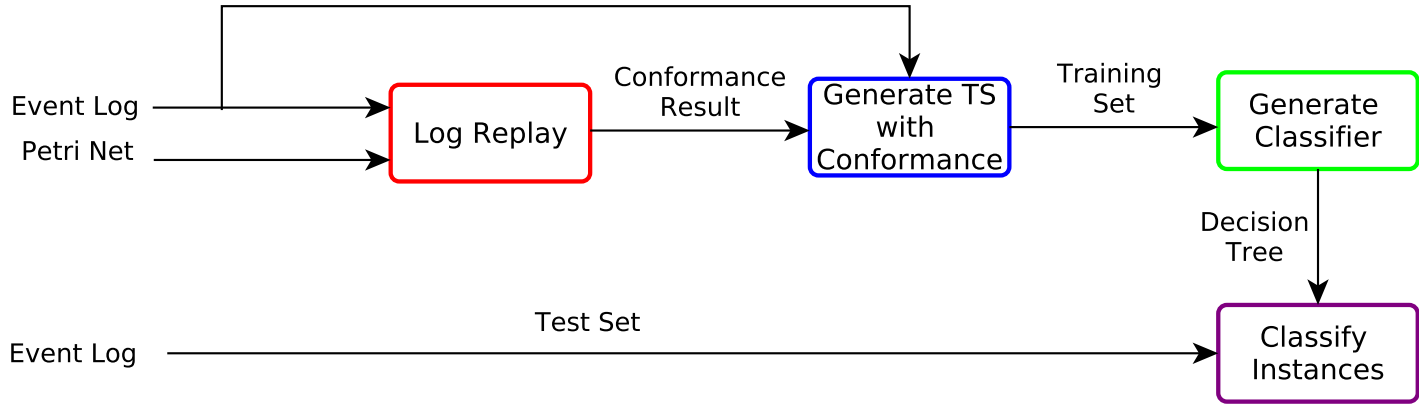 Event Log
Petri Net
Log Replay
Conformance
Result
Generate TS
with
Conformance
Training
Set
Generate
Classifier
Decision
Tree
Event Log
Test Set
Classify
Instances